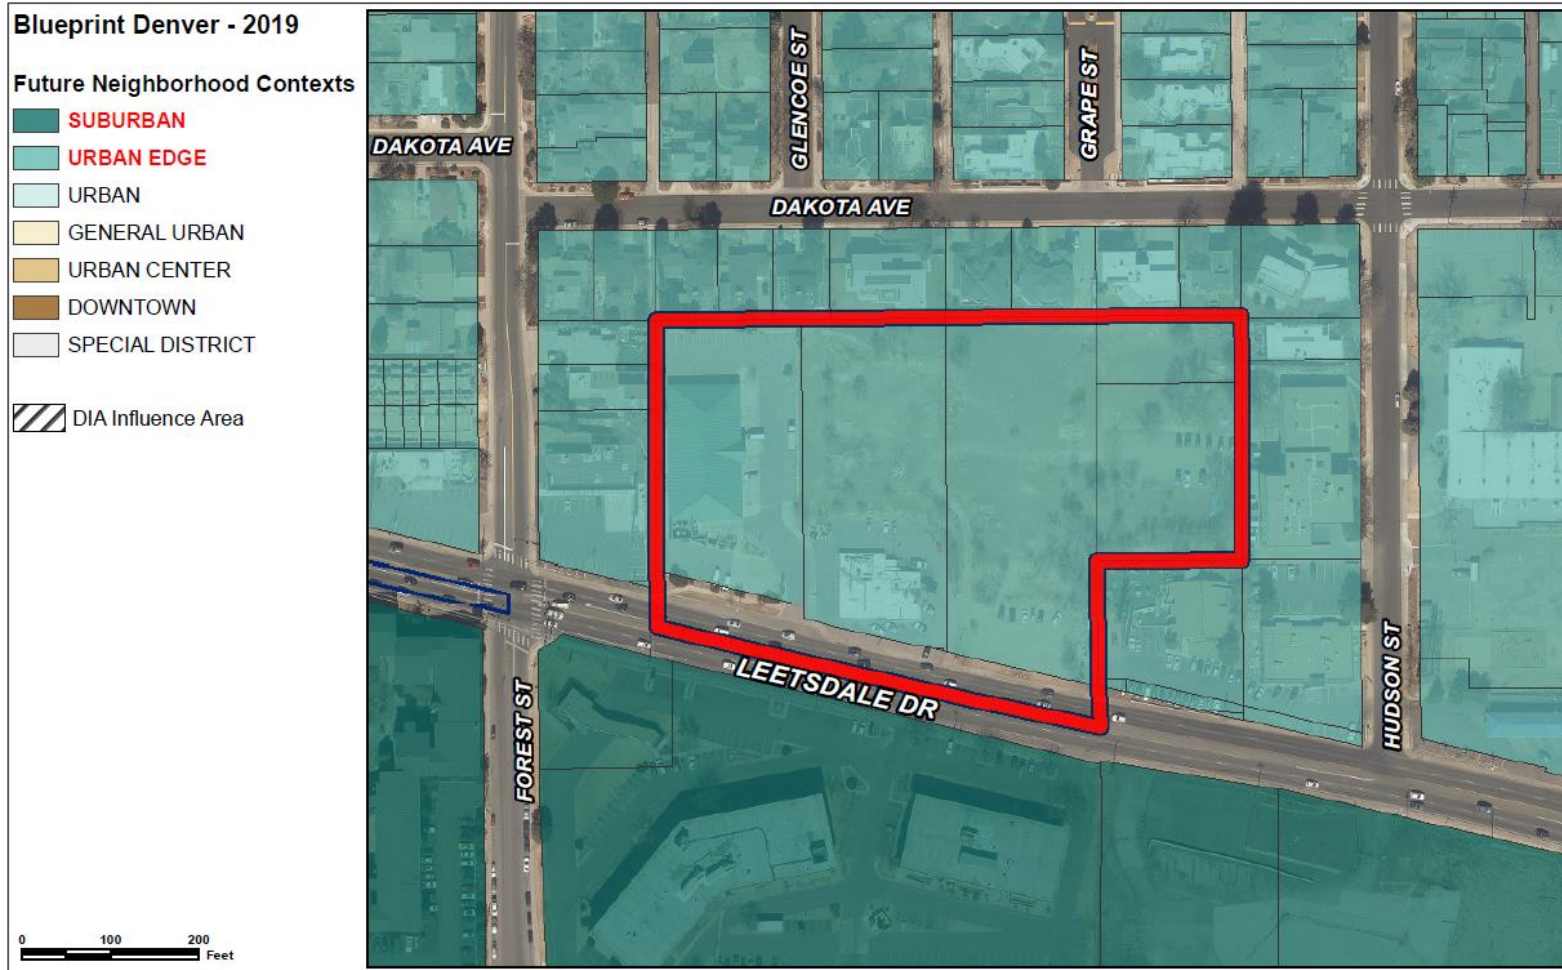 Blueprint Denver - 2019
Future Neighborhood Contexts
SUBURBAN
URBAN EDGE
URBAN
GENERAL URBAN
URBAN CENTER
DOWNTOWN
SPECIAL DISTRICT
DIA Influence Area
0 100 200
Feet
GLENCOE ST
GRAPE ST
DAKOTA AVE
DAKOTA AVE
LEETSDALE DR
FOREST ST
HUDSON ST